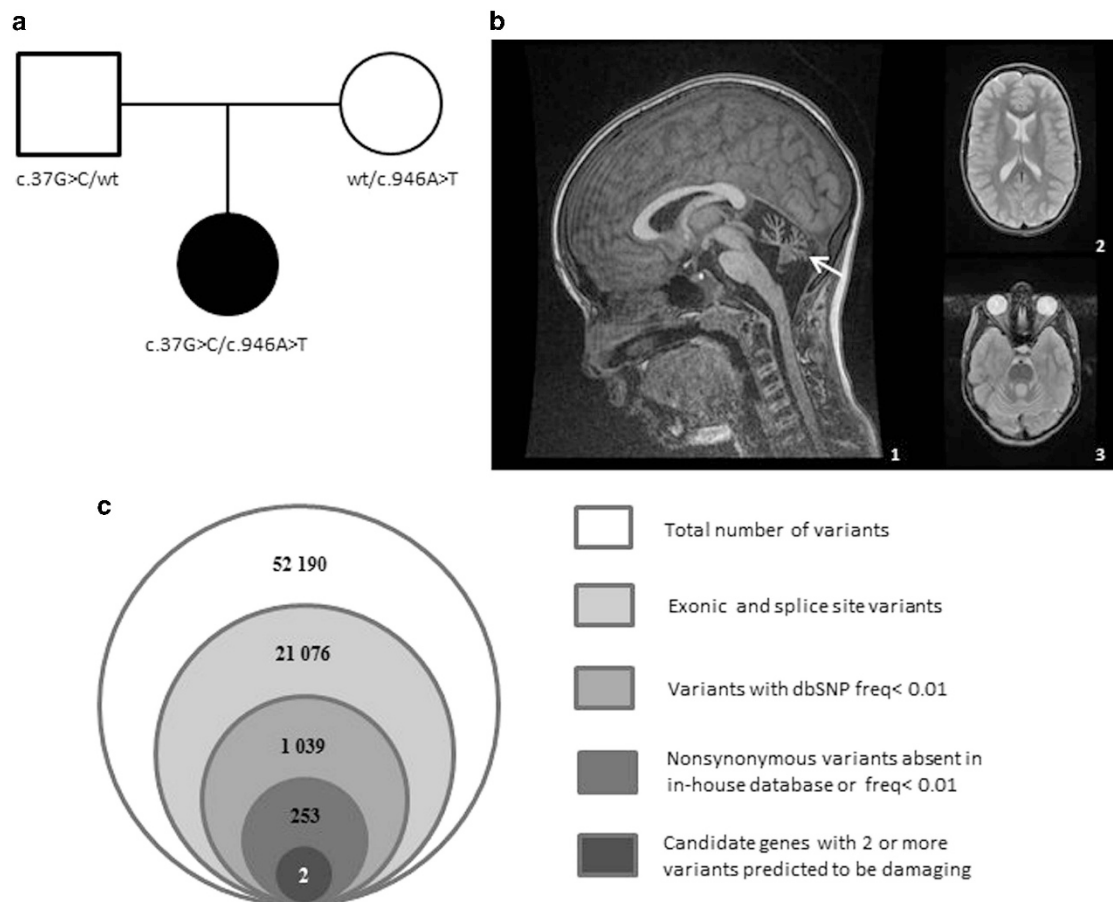 a
c.37G>C/wt
wt/c.946A>T
c.37G>C/c.946A>T
b
1
2
3
c
52 190
21 076
1 039
253
2
Total number of variants
Exonic and splice site variants
Variants with dbSNP freq< 0.01
Nonsynonymous variants absent in
in-house database or freq< 0.01
Candidate genes with 2 or more
variants predicted to be damaging